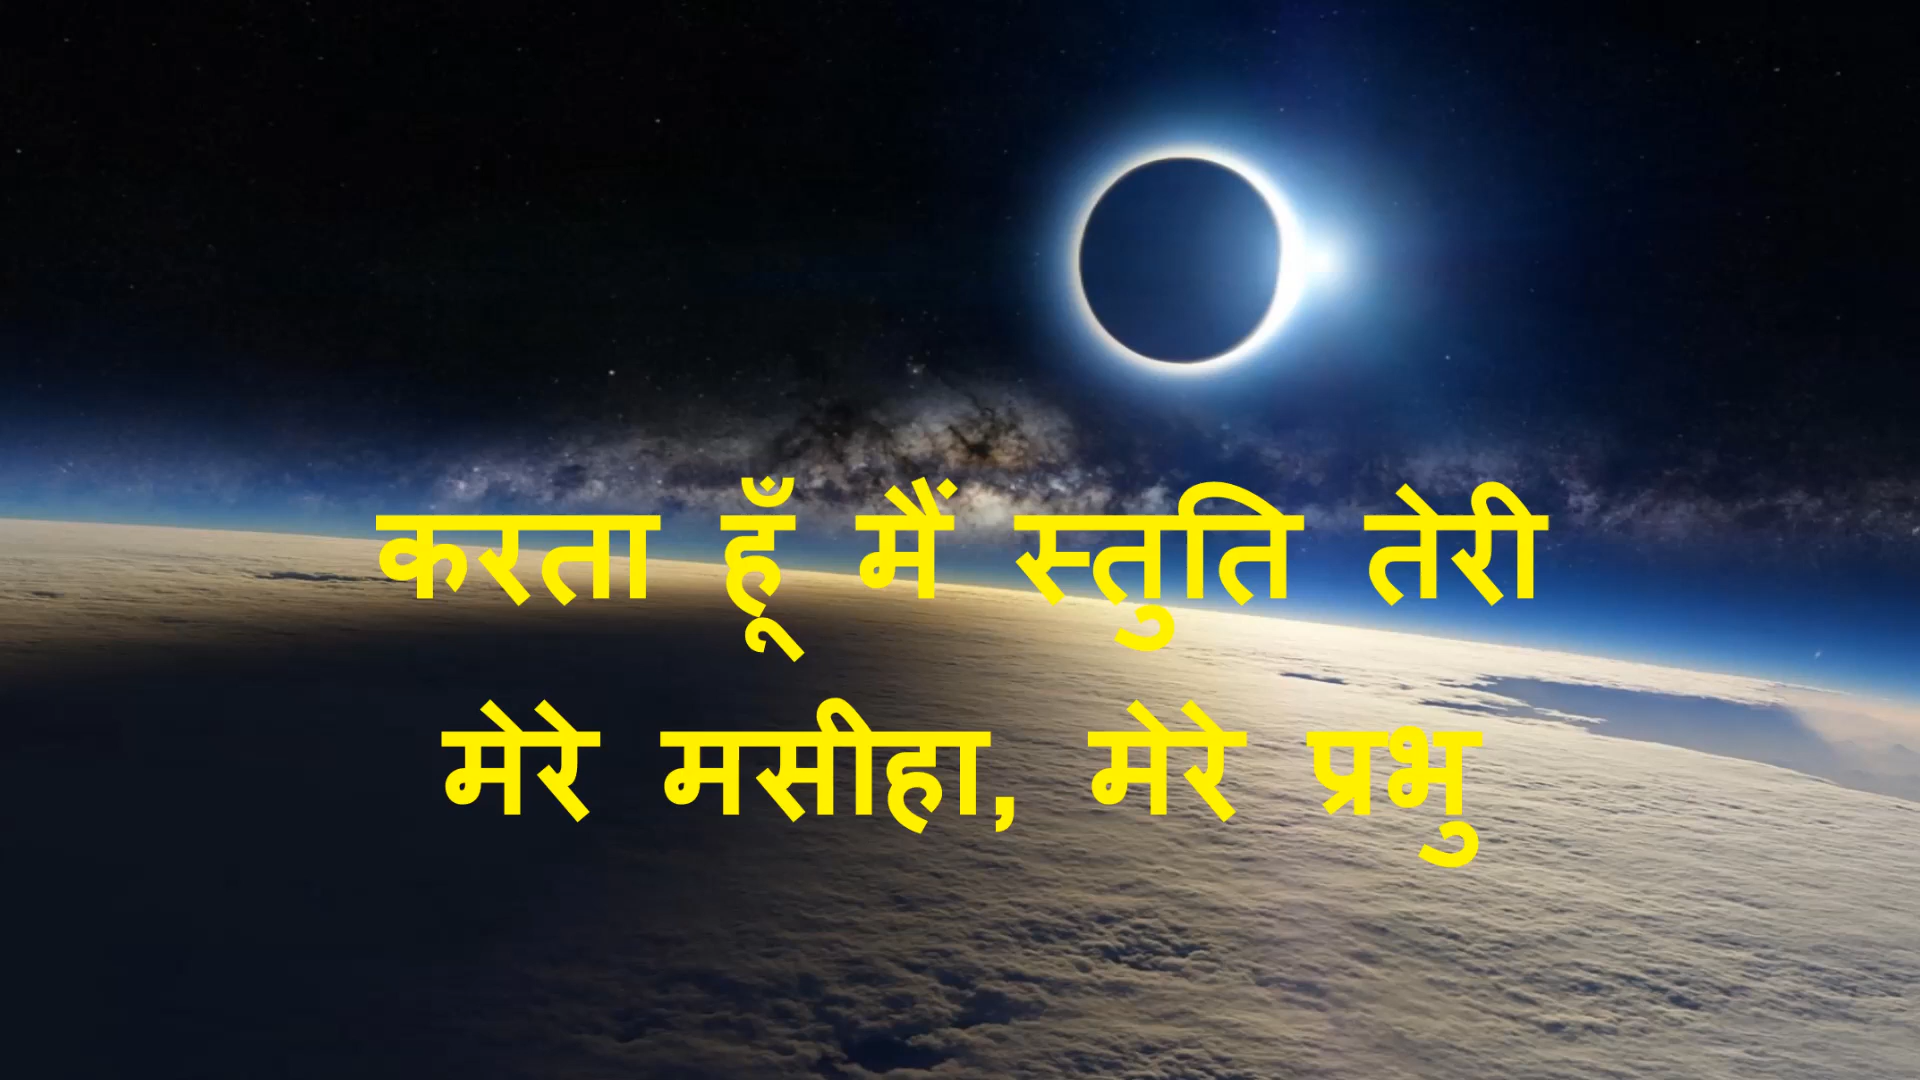 करता हूँ मैं स्तुति तेरी
मेरे मसीहा, मेरे प्रभु